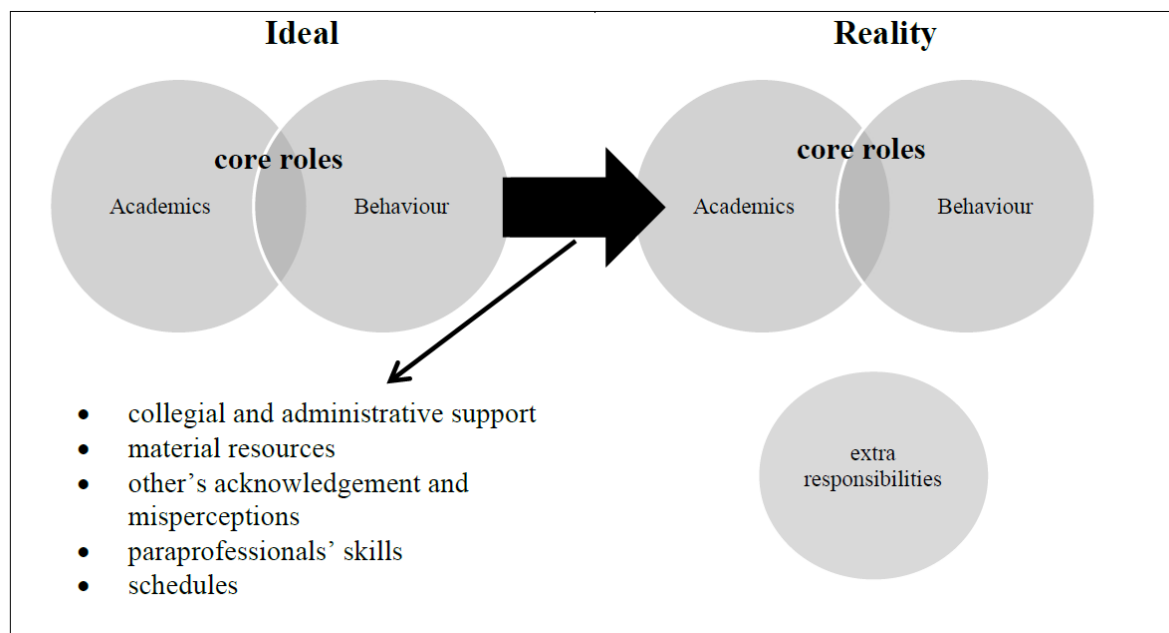 Ideal
core roles
Academics
Behaviour
• collegial and administrative support
• material resources
• other’s acknowledgement and
misperceptions
• paraprofessionals’ skills
• schedules
Reality
core roles
Academics
Behaviour
extra
responsibilities